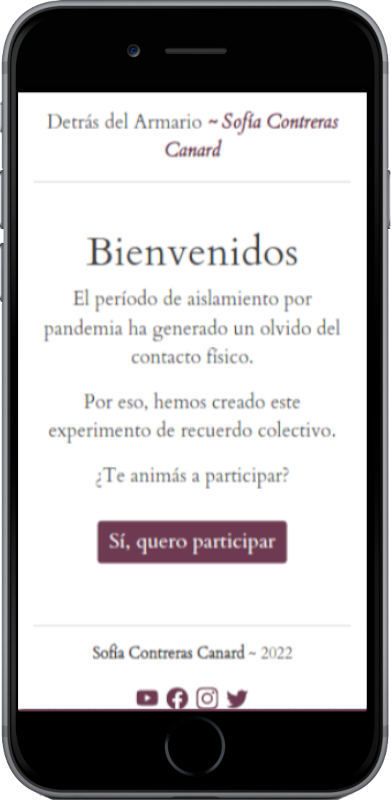 Detrás del Armario ~ Sofía Contreras
Canard
Bienvenidos
El período de aislamiento por
pandemia ha generado un olvido del
contacto físico.
Por eso, hemos creado este
experimento de recuerdo colectivo.
¿Te animás a participar?
Sí, quero participar
Sofía Contreras Canard ~ 2022